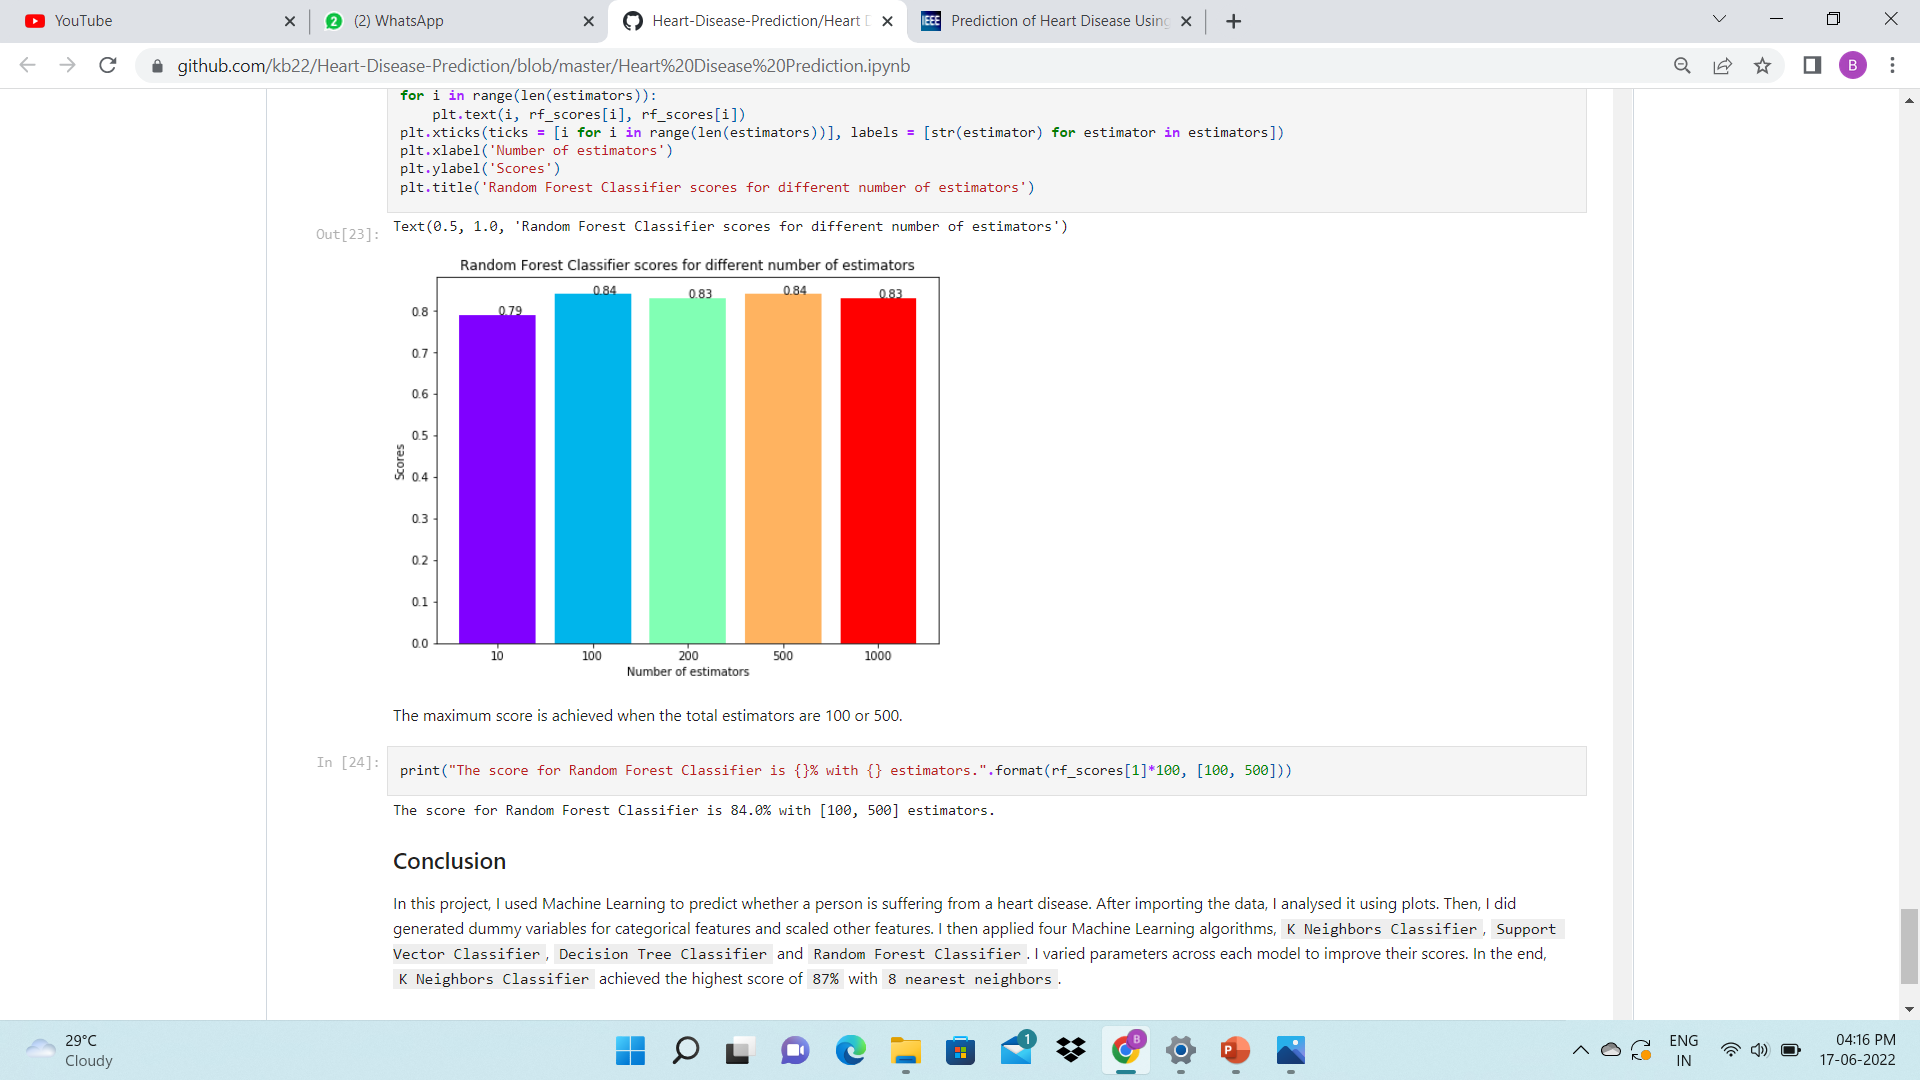 YouTube
(2) WhatsApp
Heart-Disease-Prediction/Heart
IEEE Prediction of Heart Disease Using
github.com/kb22/Heart-Disease-Prediction/blob/master/Heart%20Disease%20Prediction.ipynb
B
for i in range(len(estimators)):
    plt.text(i, rf_scores[i], rf_scores[i])
plt.xticks(ticks = [i for i in range(len(estimators))], labels = [str(estimator) for estimator in estimators])
plt.xlabel('Number of estimators')
plt.ylabel('Scores')
plt.title('Random Forest Classifier scores for different number of estimators')
Out[23]: Text(0.5, 1.0, 'Random Forest Classifier scores for different number of estimators')
Random Forest Classifier scores for different number of estimators
0.79 0.84 0.83 0.84 0.83
0.8
0.7
0.6
0.5
0.4
0.3
0.2
0.1
0.0
Scores
10 100 200 500 1000
Number of estimators
The maximum score is achieved when the total estimators are 100 or 500.
In [24]: print("The score for Random Forest Classifier is {}% with {} estimators.".format(rf_scores[1]*100, [100, 500]))
The score for Random Forest Classifier is 84.0% with [100, 500] estimators.
Conclusion
In this project, I used Machine Learning to predict whether a person is suffering from a heart disease. After importing the data, I analysed it using plots. Then, I did
generated dummy variables for categorical features and scaled other features. I then applied four Machine Learning algorithms, K Neighbors Classifier, Support
Vector Classifier, Decision Tree Classifier and Random Forest Classifier. I varied parameters across each model to improve their scores. In the end,
K Neighbors Classifier achieved the highest score of 87% with 8 nearest neighbors.
29°C
Cloudy
1
B
P
ENG
IN
04:16 PM
17-06-2022